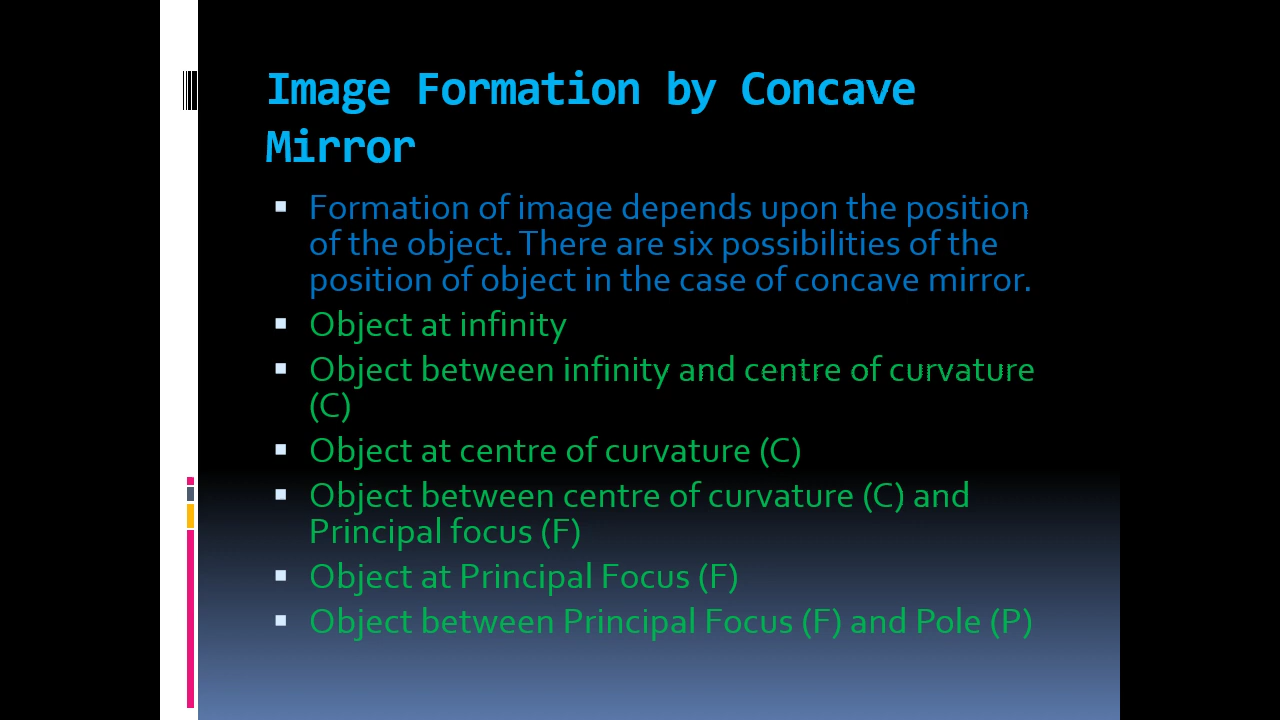 Image Formation by Concave
Mirror
Formation of image depends upon the position
of the object. There are six possibilities of the
position of object in the case of concave mirror.
Object at infinity
Object between infinity and centre of curvature
(C)
Object at centre of curvature (C)
Object between centre of curvature (C) and
Principal focus (F)
Object at Principal Focus (F)
Object between Principal Focus (F) and Pole (P)